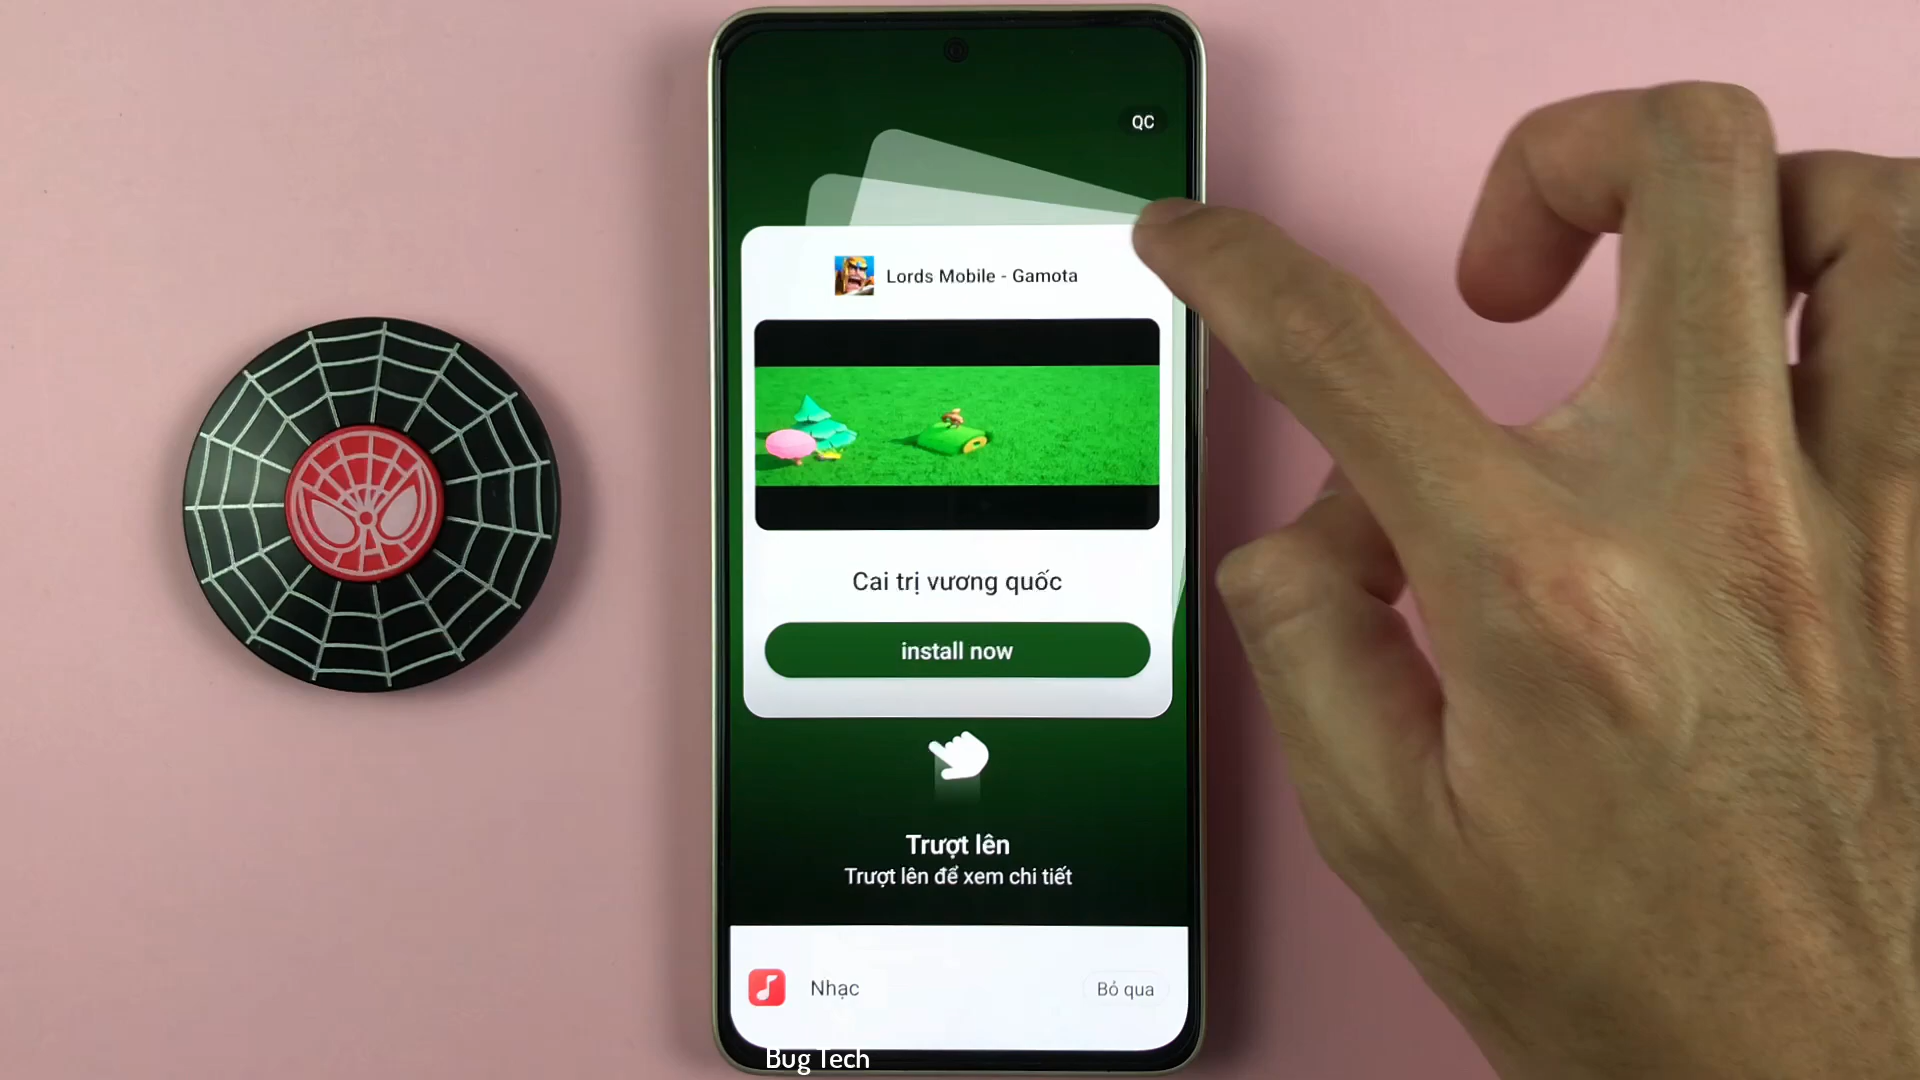 QC
Lords Mobile - Gamota
Cai trị vương quốc
install now
Trượt lên
Trượt lên để xem chi tiết
Nhạc
Bỏ qua
Bug Tech